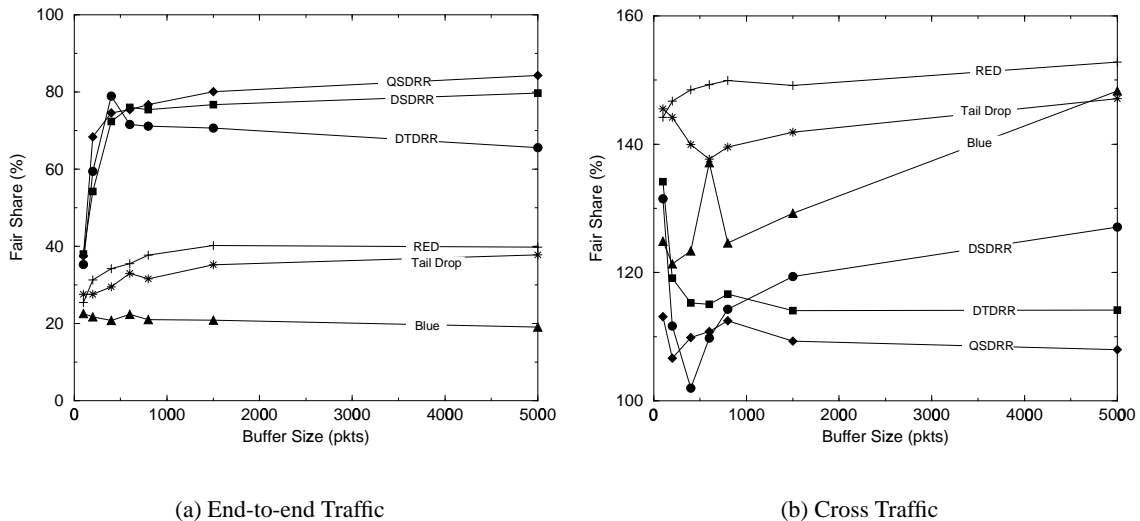 100
80
60
40
20
0
Fair Share (%)
QSDRR
DSDRR
DTDRR
RED
Tail Drop
Blue
0 1000 2000 3000 4000 5000
Buffer Size (pkts)
(a) End-to-end Traffic
160
140
120
100
Fair Share (%)
RED
Tail Drop
Blue
DSDRR
DTDRR
QSDRR
0 1000 2000 3000 4000 5000
Buffer Size (pkts)
(b) Cross Traffic